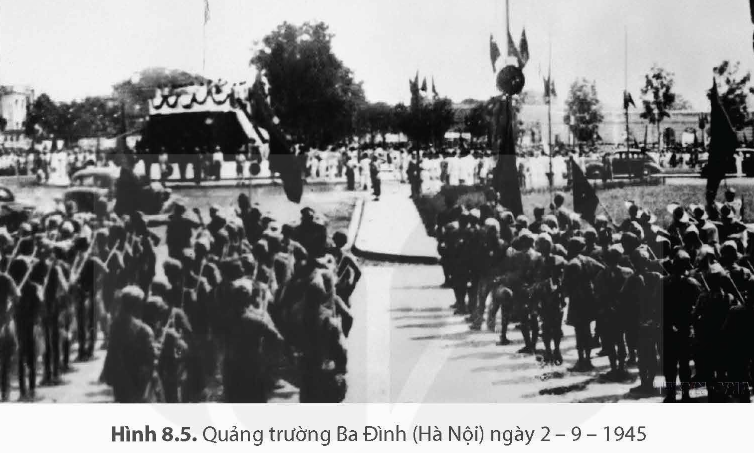 Hình 8.5. Quảng trường Ba Đình (Hà Nội) ngày 2 – 9 – 1945